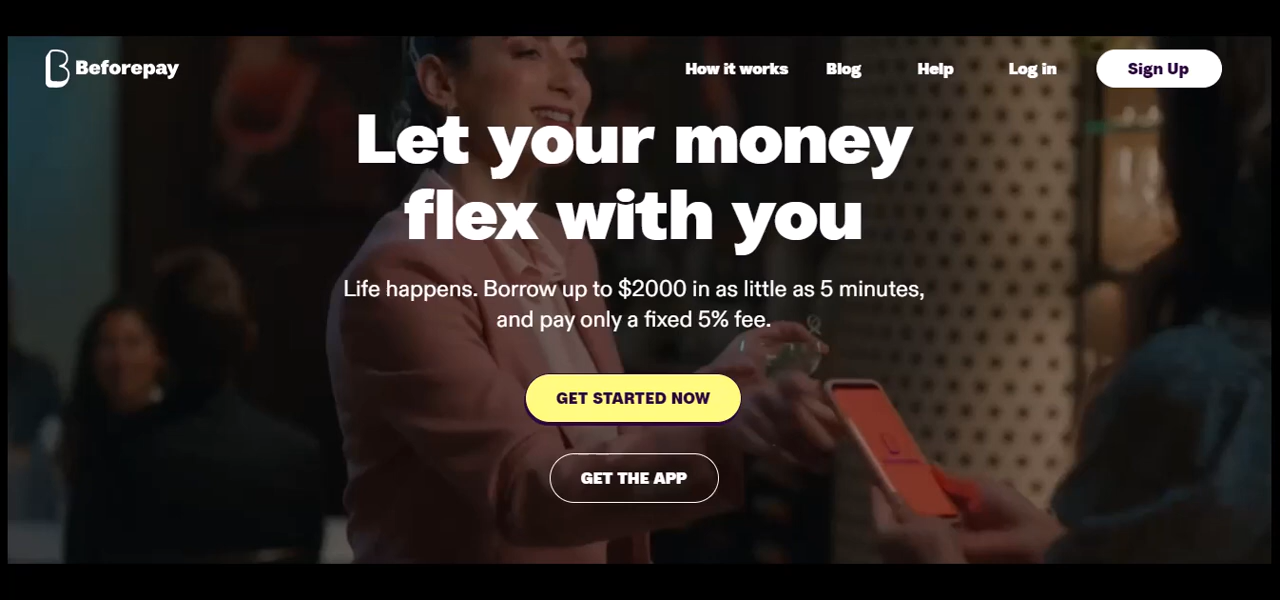 Beforepay
How it works
Blog
Help
Log in
Sign Up
Let your money
flex with you
Life happens. Borrow up to $2000 in as little as 5 minutes,
and pay only a fixed 5% fee.
GET STARTED NOW
GET THE APP